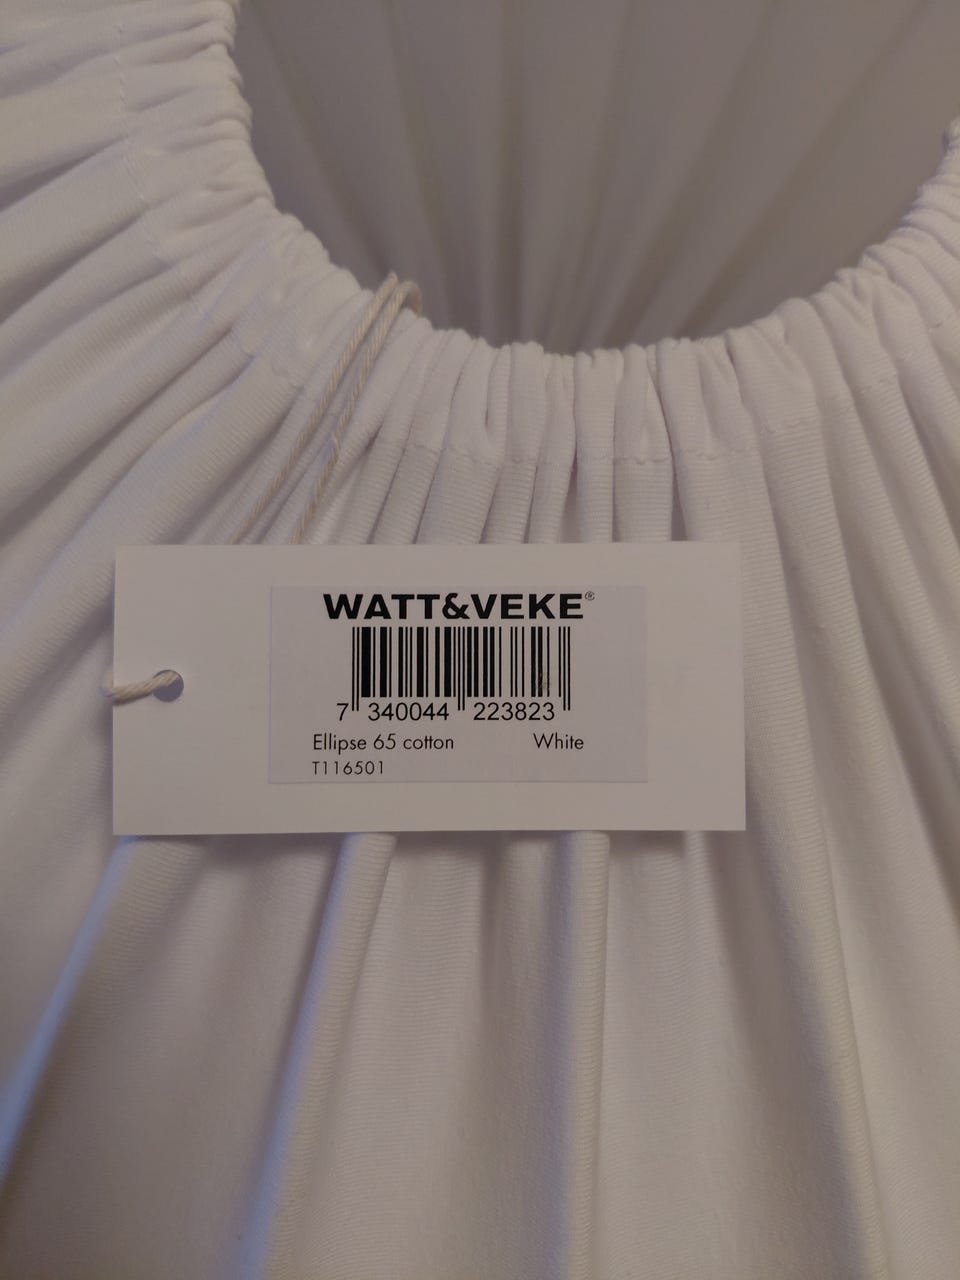 WATT&VEKE®
7 340044 223823
Ellipse 65 cotton White
T116501